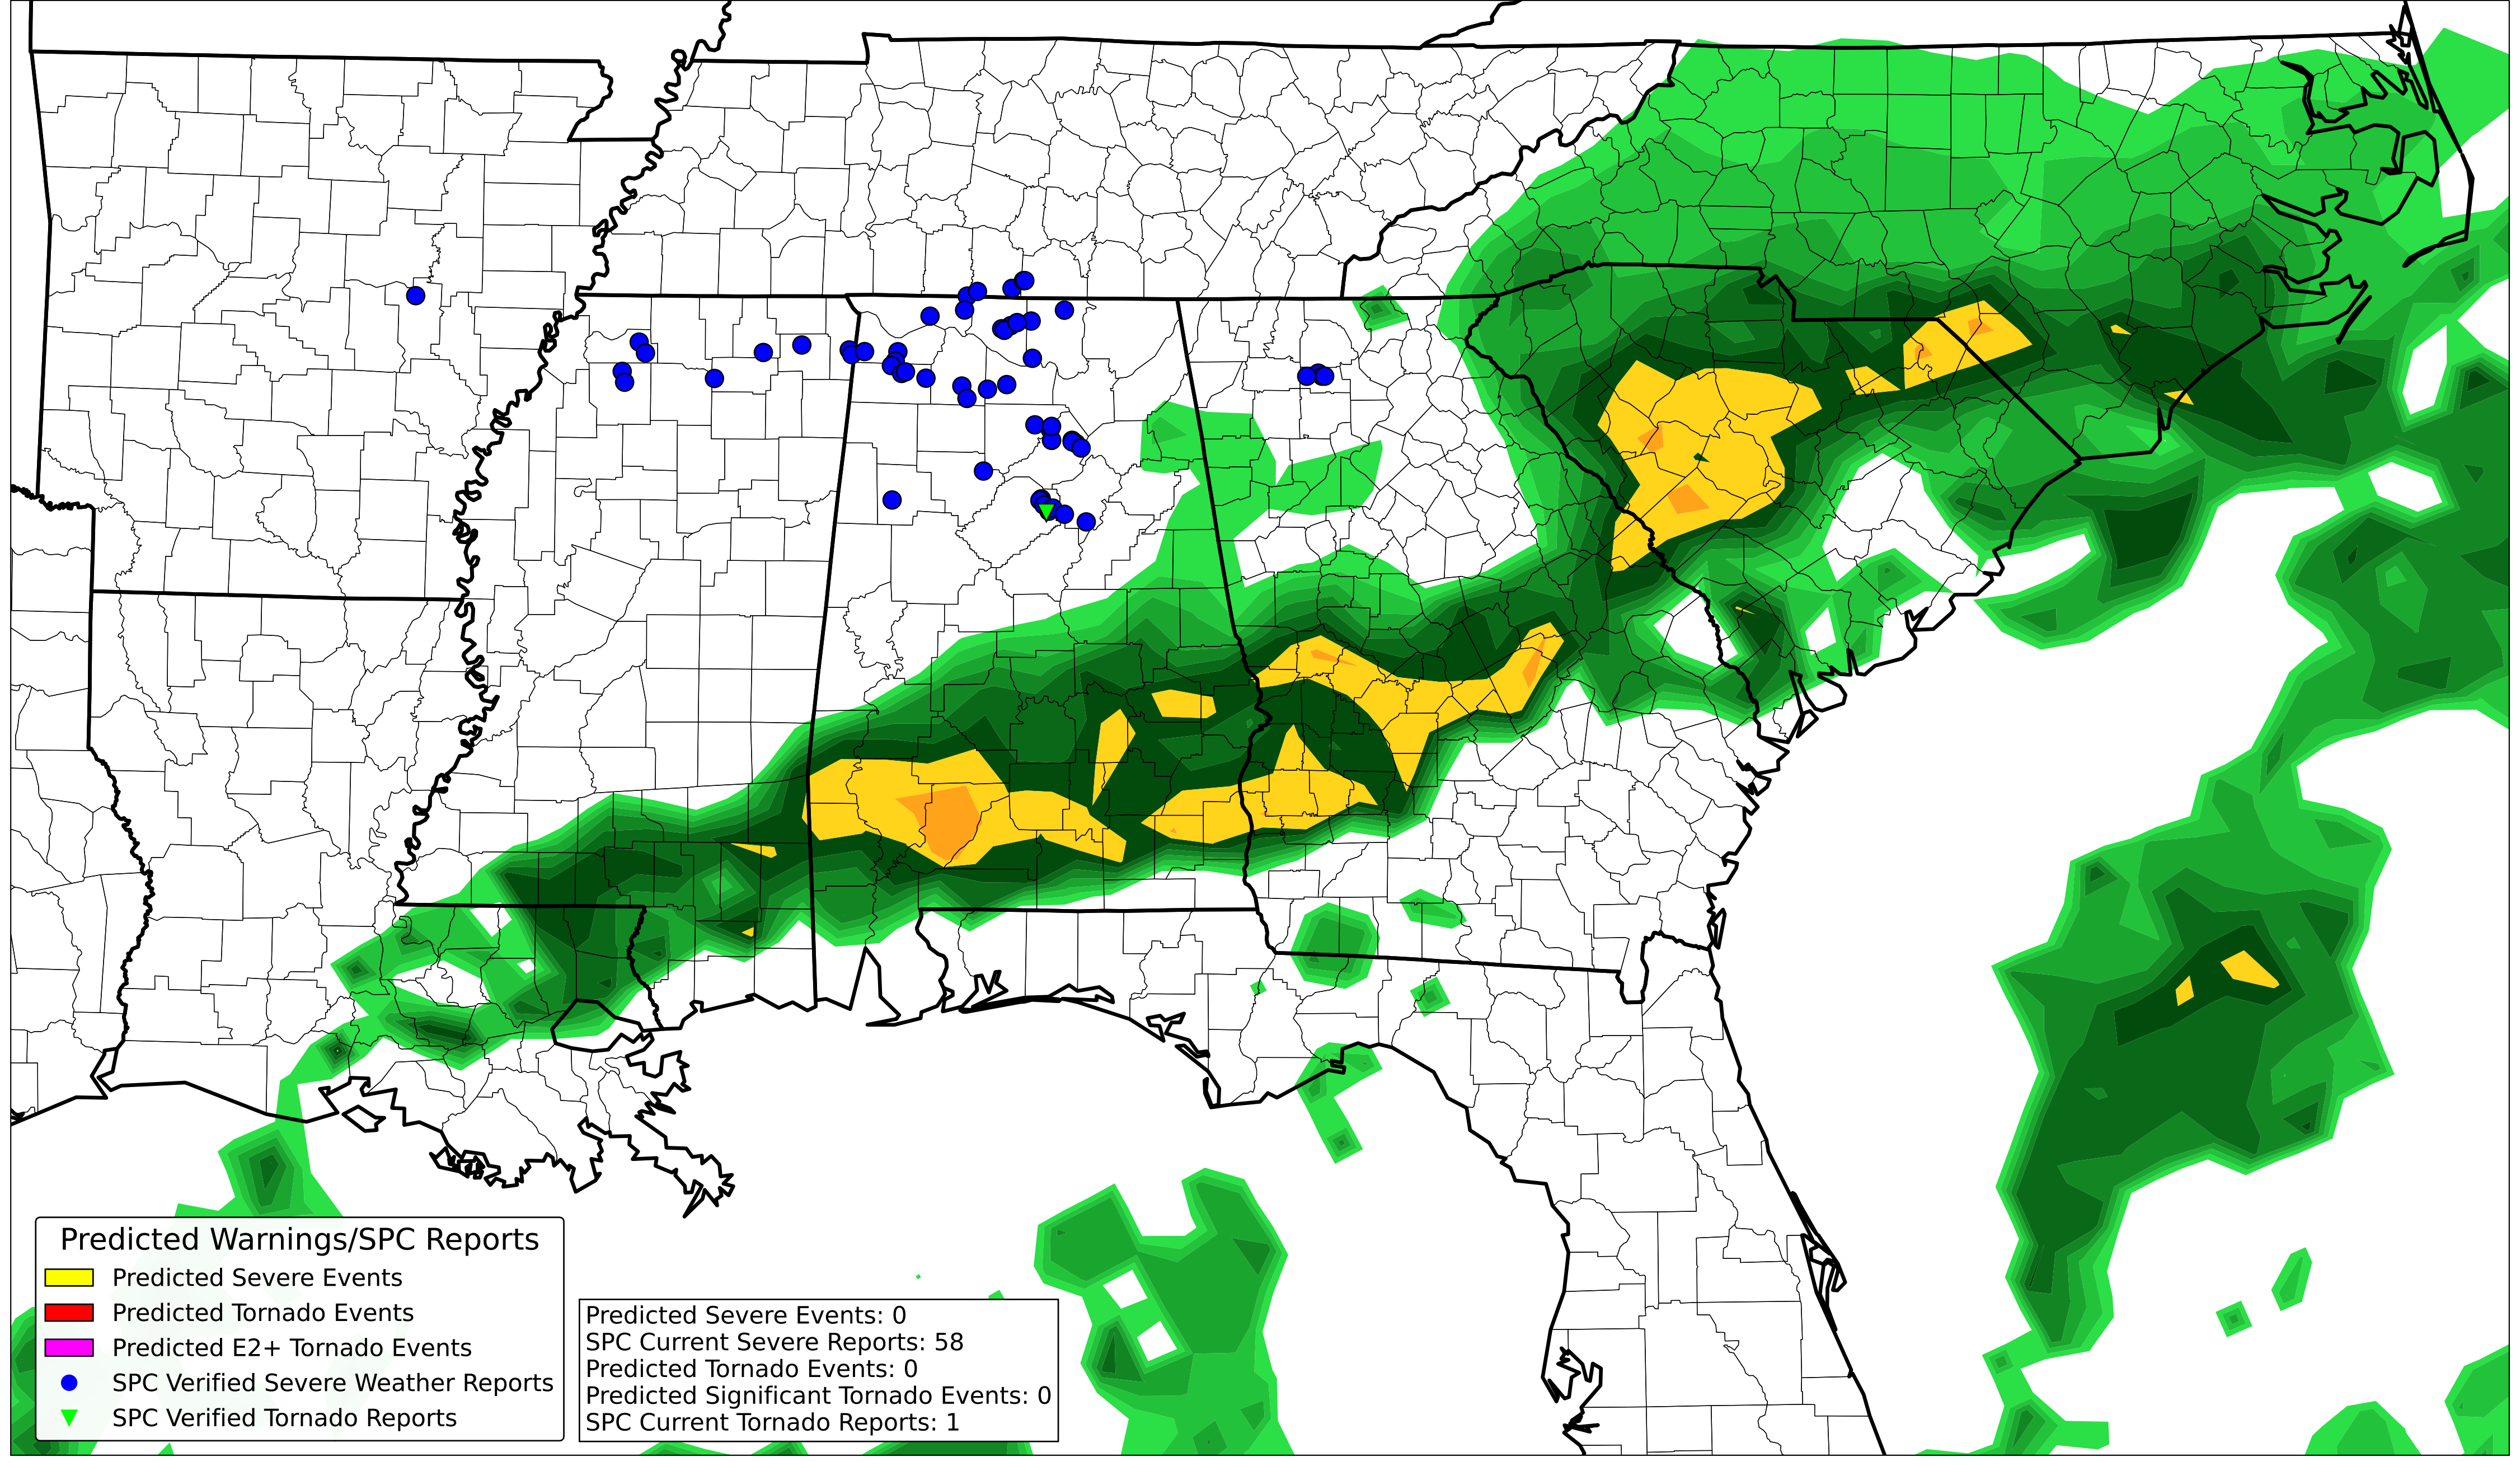 Predicted Warnings/SPC Reports
Predicted Severe Events
Predicted Tornado Events
Predicted E2+ Tornado Events
SPC Verified Severe Weather Reports
SPC Verified Tornado Reports
Predicted Severe Events: 0
SPC Current Severe Reports: 58
Predicted Tornado Events: 0
Predicted Significant Tornado Events: 0
SPC Current Tornado Reports: 1